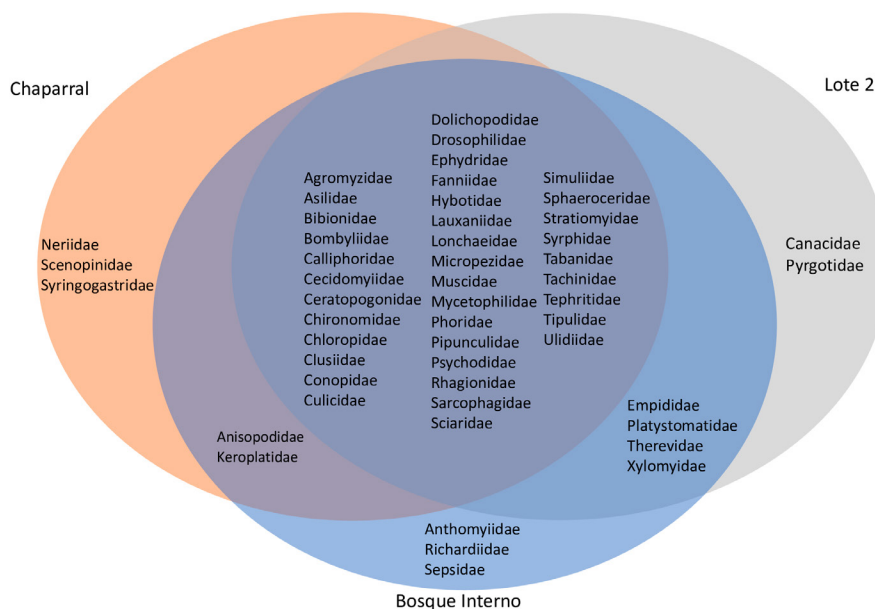 Chaparral
Lote 2
Neriidae
Scenopinidae
Syringogastridae
Agromyzidae
Asilidae
Bibionidae
Bombyliidae
Calliphoridae
Cecidomyiidae
Ceratopogonidae
Chironomidae
Chloropidae
Clusiidae
Conopidae
Culicidae
Dolichopodidae
Drosophilidae
Ephydridae
Fanniidae
Hybotidae
Lauxaniidae
Lonchaeidae
Micropezidae
Muscidae
Mycetophilidae
Phoridae
Pipunculidae
Psychodidae
Rhagionidae
Sarcophagidae
Sciaridae
Simuliidae
Sphaeroceridae
Stratiomyidae
Syrphidae
Tabanidae
Tachinidae
Tephritidae
Tipulidae
Ulidiidae
Canacidae
Pyrgotidae
Anisopodidae
Keroplatidae
Empididae
Platystomatidae
Therevidae
Xylomyidae
Anthomyiidae
Richardiidae
Sepsidae
Bosque Interno